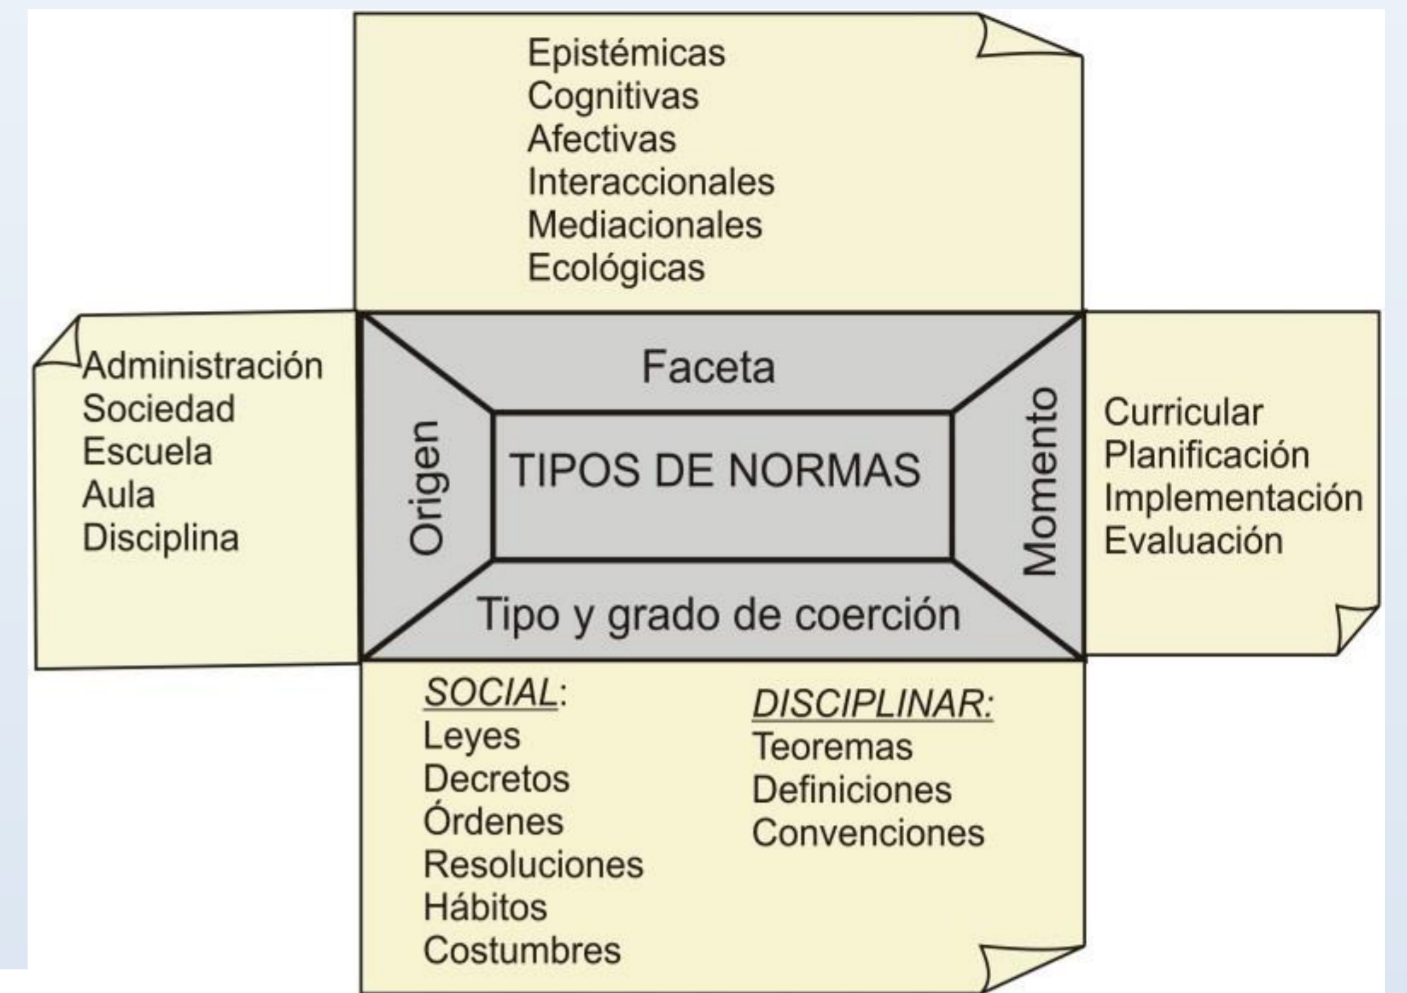 Epistémicas
Cognitivas
Afectivas
Interaccionales
Mediacionales
Ecológicas
Administración
Sociedad
Escuela
Aula
Disciplina
Origen
Faceta
TIPOS DE NORMAS
Momento
Curricular
Planificación
Implementación
Evaluación
Tipo y grado de coerción
SOCIAL:
Leyes
Decretos
Órdenes
Resoluciones
Hábitos
Costumbres
DISCIPLINAR:
Teoremas
Definiciones
Convenciones